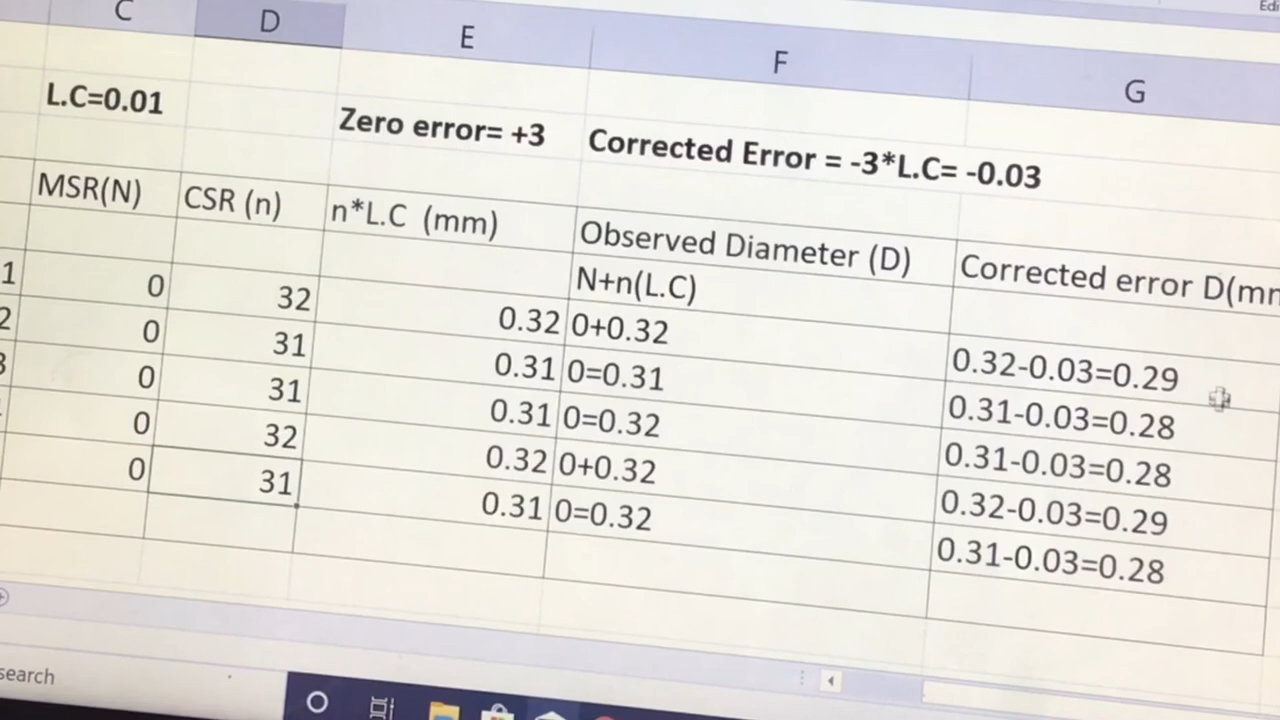 C D E F G
L.C=0.01 Zero error= +3 Corrected Error = -3*L.C= -0.03
MSR(N) CSR (n) n*L.C (mm) Observed Diameter (D) Corrected error D(mm
N+n(L.C)
1 0 32 0.32 0+0.32 0.32-0.03=0.29
2 0 31 0.31 0=0.31 0.31-0.03=0.28
3 0 31 0.31 0=0.32 0.31-0.03=0.28
0 32 0.32 0+0.32 0.32-0.03=0.29
0 31 0.31 0=0.32 0.31-0.03=0.28
search